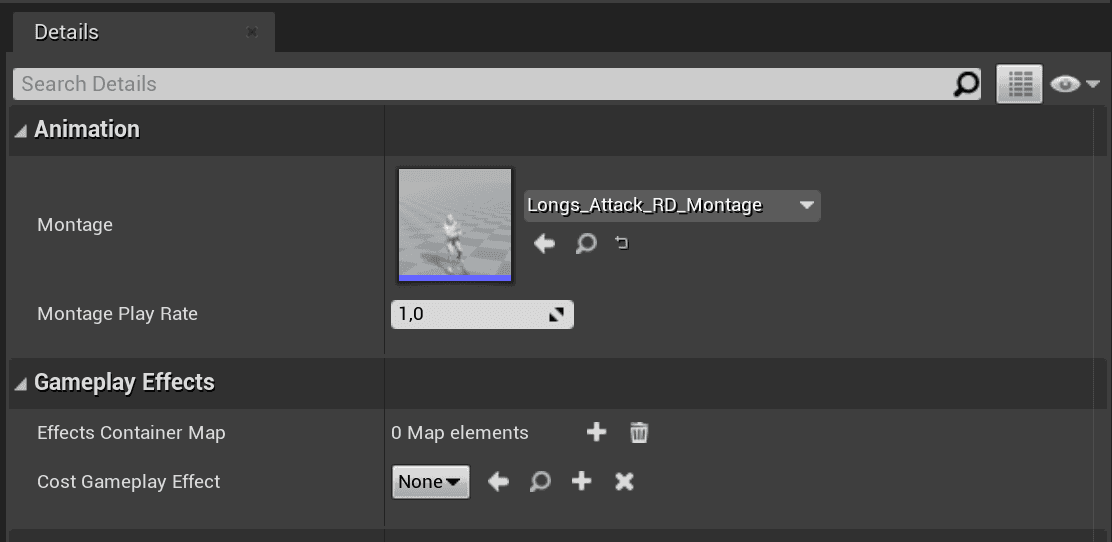 Details
Search Details
Animation
Montage
Longs_Attack_RD_Montage
Montage Play Rate
1,0
Gameplay Effects
Effects Container Map
0 Map elements
Cost Gameplay Effect
None